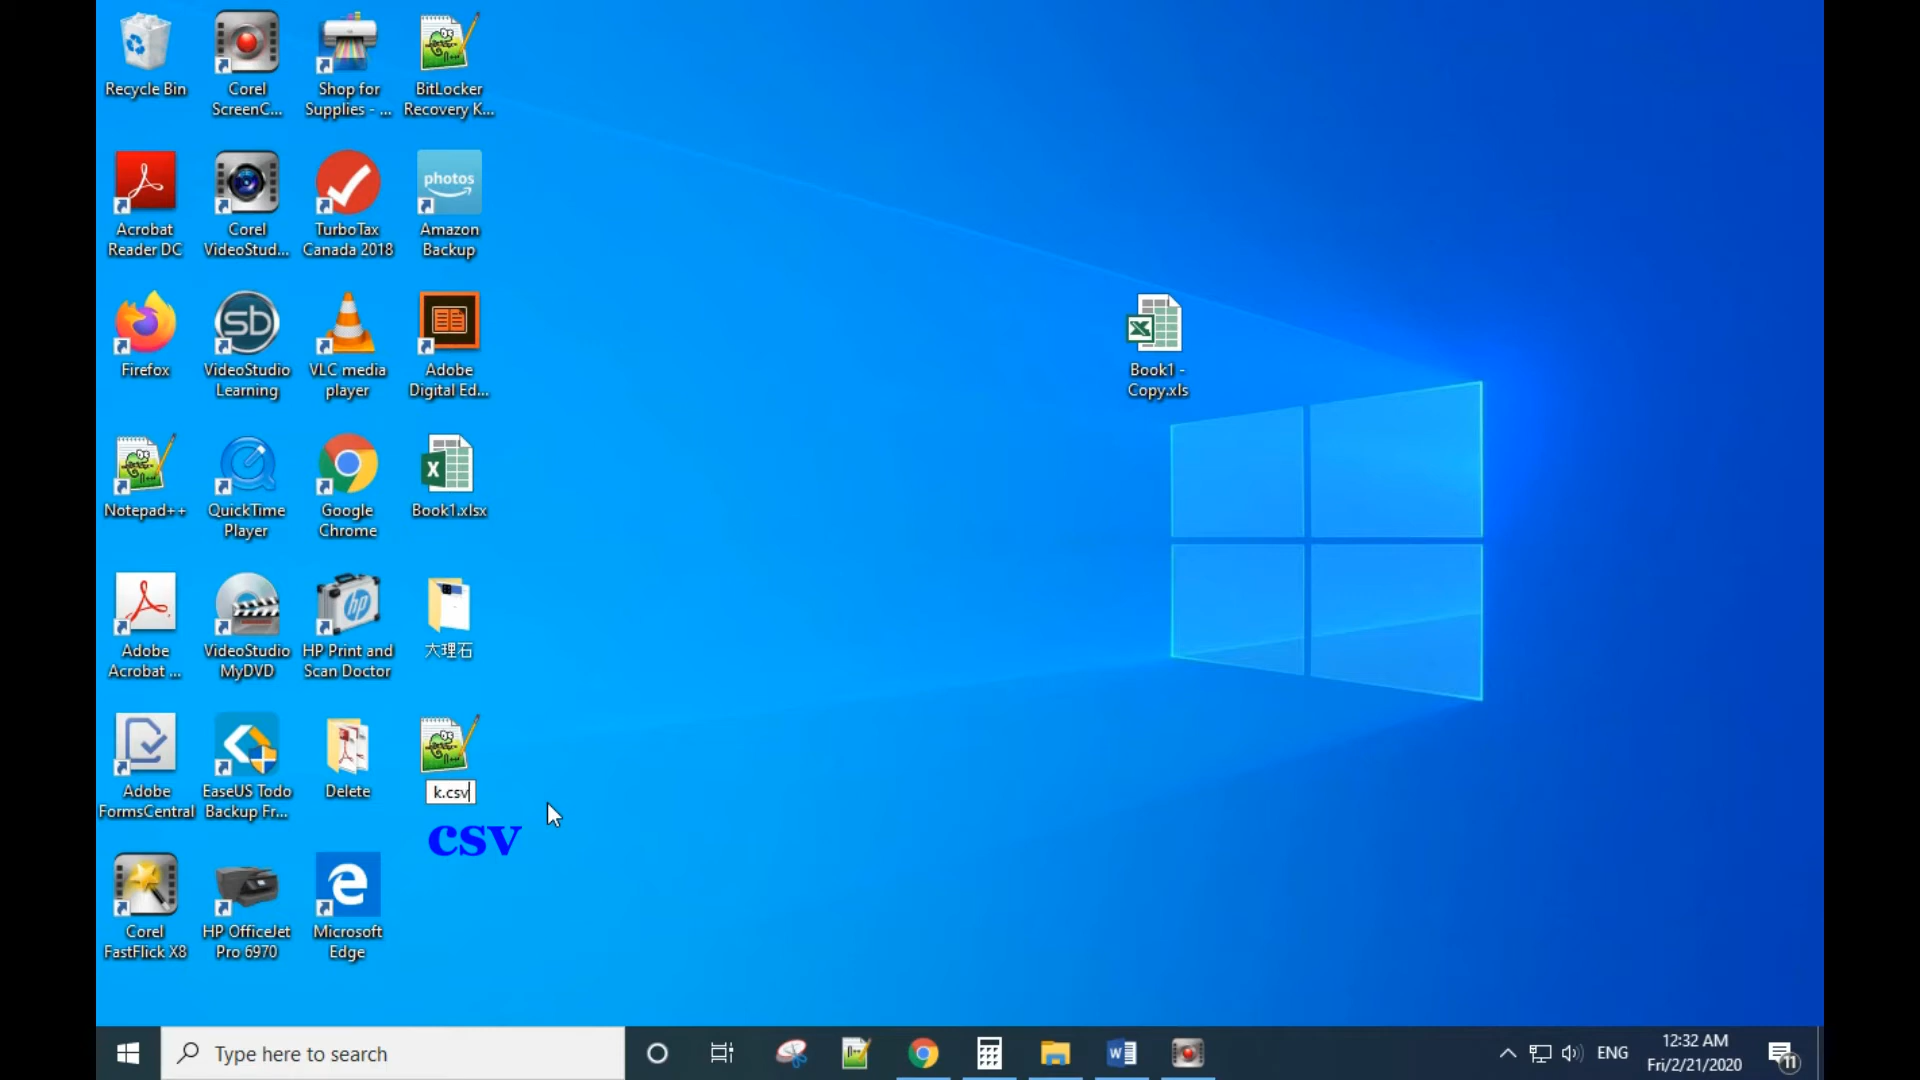 Recycle Bin
Corel
ScreenC...
Shop for
Supplies - ...
BitLocker
Recovery K...
Acrobat
Reader DC
Corel
VideoStud...
TurboTax
Canada 2018
photos
Amazon
Backup
Firefox
sb
VideoStudio
Learning
VLC media
player
Adobe
Digital Ed...
Book1 -
Copy.xls
Notepad++
QuickTime
Player
Google
Chrome
Book1.xlsx
Adobe
Acrobat ...
VideoStudio
MyDVD
hp
HP Print and
Scan Doctor
大理石
Adobe
FormsCentral
EaseUS Todo
Backup Fr...
Delete
k.csv
csv
Corel
FastFlick X8
HP OfficeJet
Pro 6970
Microsoft
Edge
Type here to search
ENG
12:32 AM
Fri/2/21/2020
11